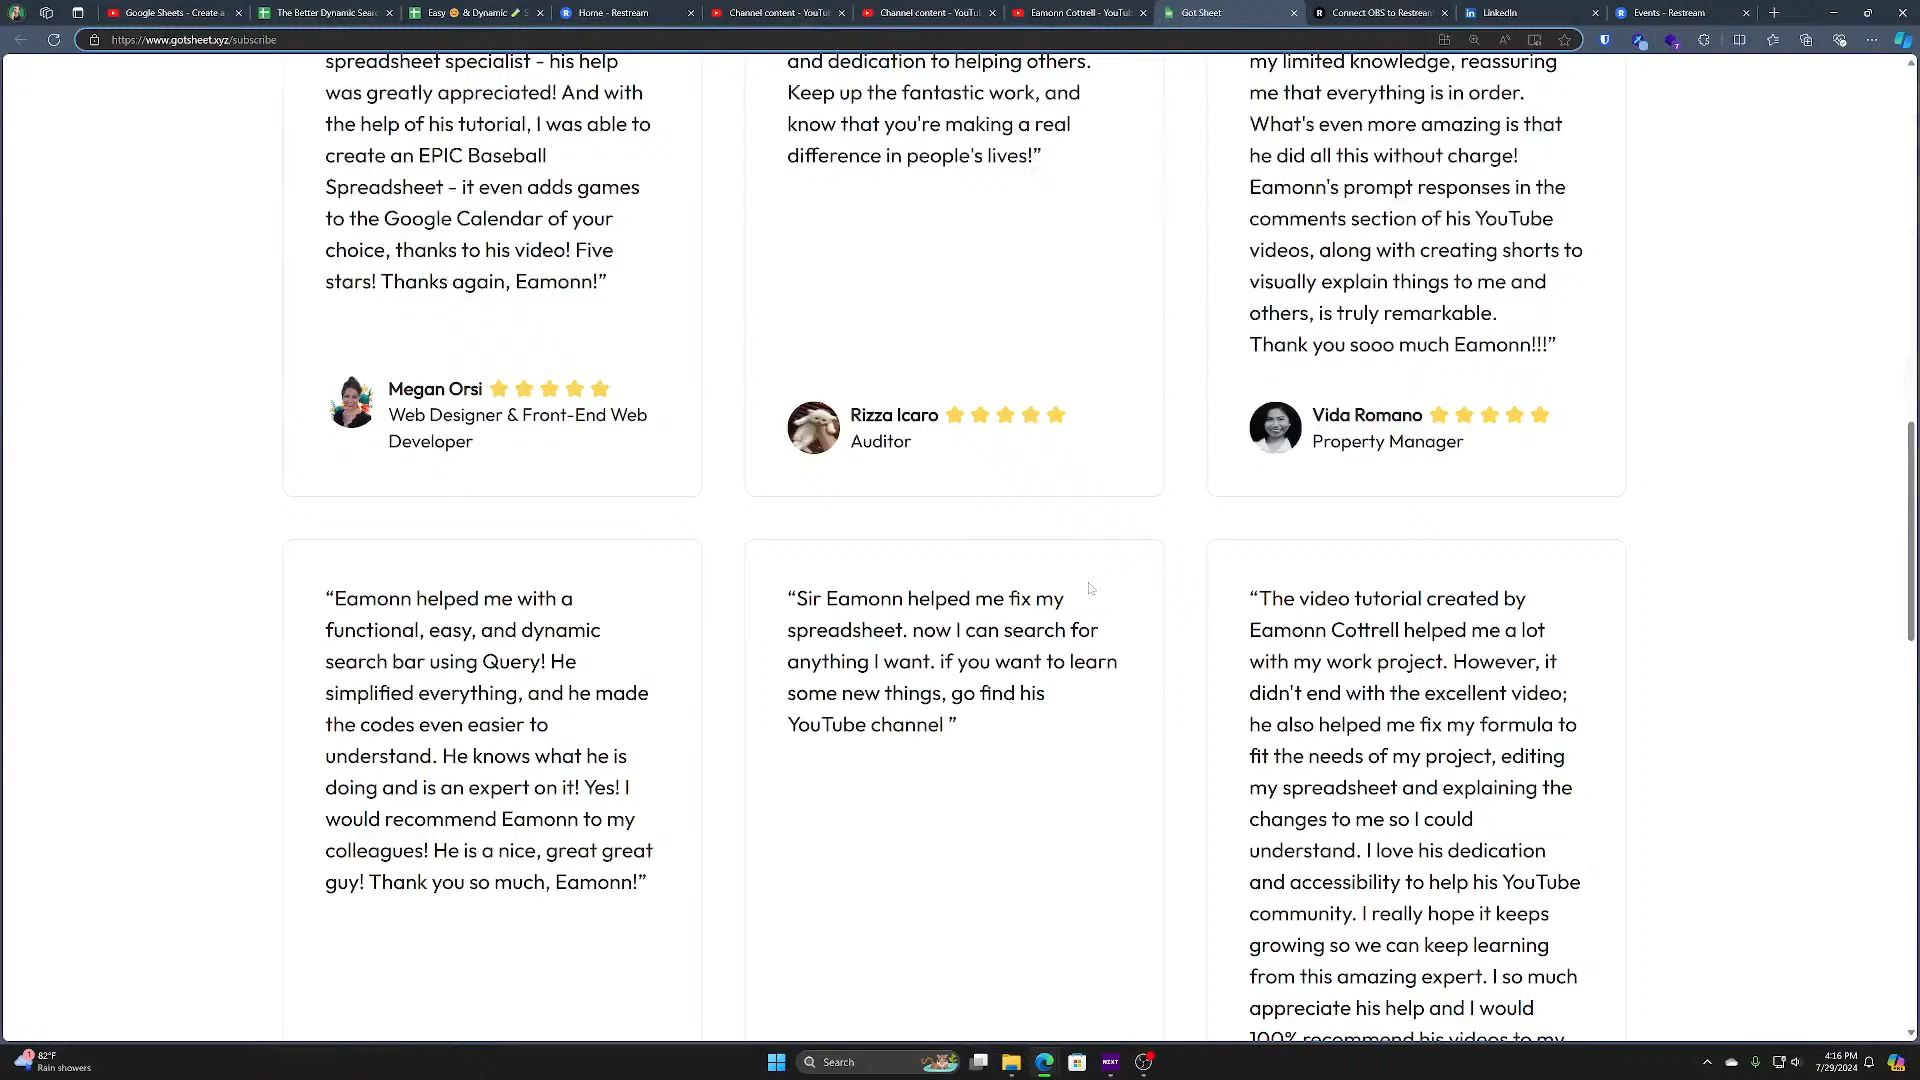 Google Sheets - Create a
The Better Dynamic Sear
Easy 😀 & Dynamic 🖊 S
Home - Restream
Channel content - YouTu
Channel content - YouTu
Eamonn Cottrell - YouTub
Got Sheet
Connect OBS to Restream
LinkedIn
Events - Restream
https://www.gotsheet.xyz/subscribe
spreadsheet specialist - his help
was greatly appreciated! And with
the help of his tutorial, I was able to
create an EPIC Baseball
Spreadsheet - it even adds games
to the Google Calendar of your
choice, thanks to his video! Five
stars! Thanks again, Eamonn!”
Megan Orsi
Web Designer & Front-End Web
Developer
and dedication to helping others.
Keep up the fantastic work, and
know that you're making a real
difference in people's lives!”
Rizza Icaro
Auditor
my limited knowledge, reassuring
me that everything is in order.
What's even more amazing is that
he did all this without charge!
Eamonn's prompt responses in the
comments section of his YouTube
videos, along with creating shorts to
visually explain things to me and
others, is truly remarkable.
Thank you sooo much Eamonn!!!”
Vida Romano
Property Manager
“Eamonn helped me with a
functional, easy, and dynamic
search bar using Query! He
simplified everything, and he made
the codes even easier to
understand. He knows what he is
doing and is an expert on it! Yes! I
would recommend Eamonn to my
colleagues! He is a nice, great great
guy! Thank you so much, Eamonn!”
“Sir Eamonn helped me fix my
spreadsheet. now I can search for
anything I want. if you want to learn
some new things, go find his
YouTube channel ”
“The video tutorial created by
Eamonn Cottrell helped me a lot
with my work project. However, it
didn't end with the excellent video;
he also helped me fix my formula to
fit the needs of my project, editing
my spreadsheet and explaining the
changes to me so I could
understand. I love his dedication
and accessibility to help his YouTube
community. I really hope it keeps
growing so we can keep learning
from this amazing expert. I so much
appreciate his help and I would
100% recommend his videos to my
1
82°F
Rain showers
Search
NZXT
4:16 PM
7/29/2024